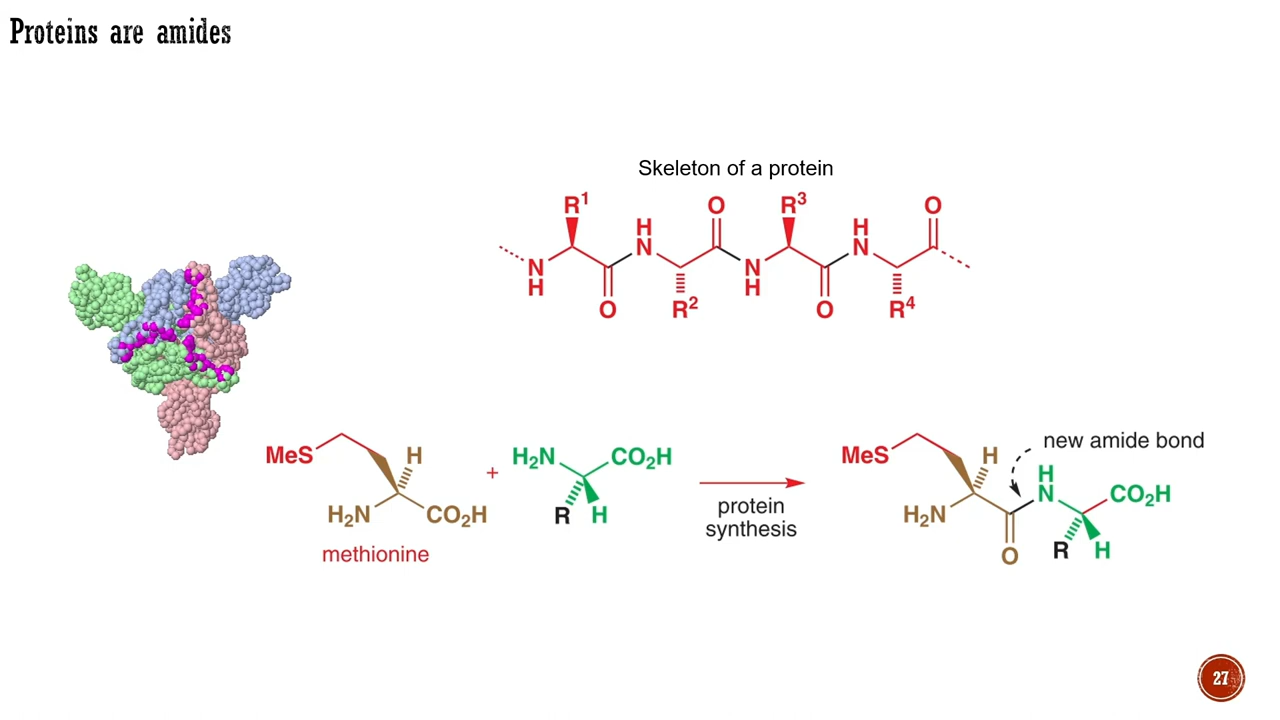 Proteins are amides
Skeleton of a protein
R¹ O R³ O
H H
N N
N N
H H
O R² O R⁴
new amide bond
MeS H H₂N CO₂H MeS H H
+ N CO₂H
H₂N CO₂H R H protein H₂N R H
synthesis O
methionine
27